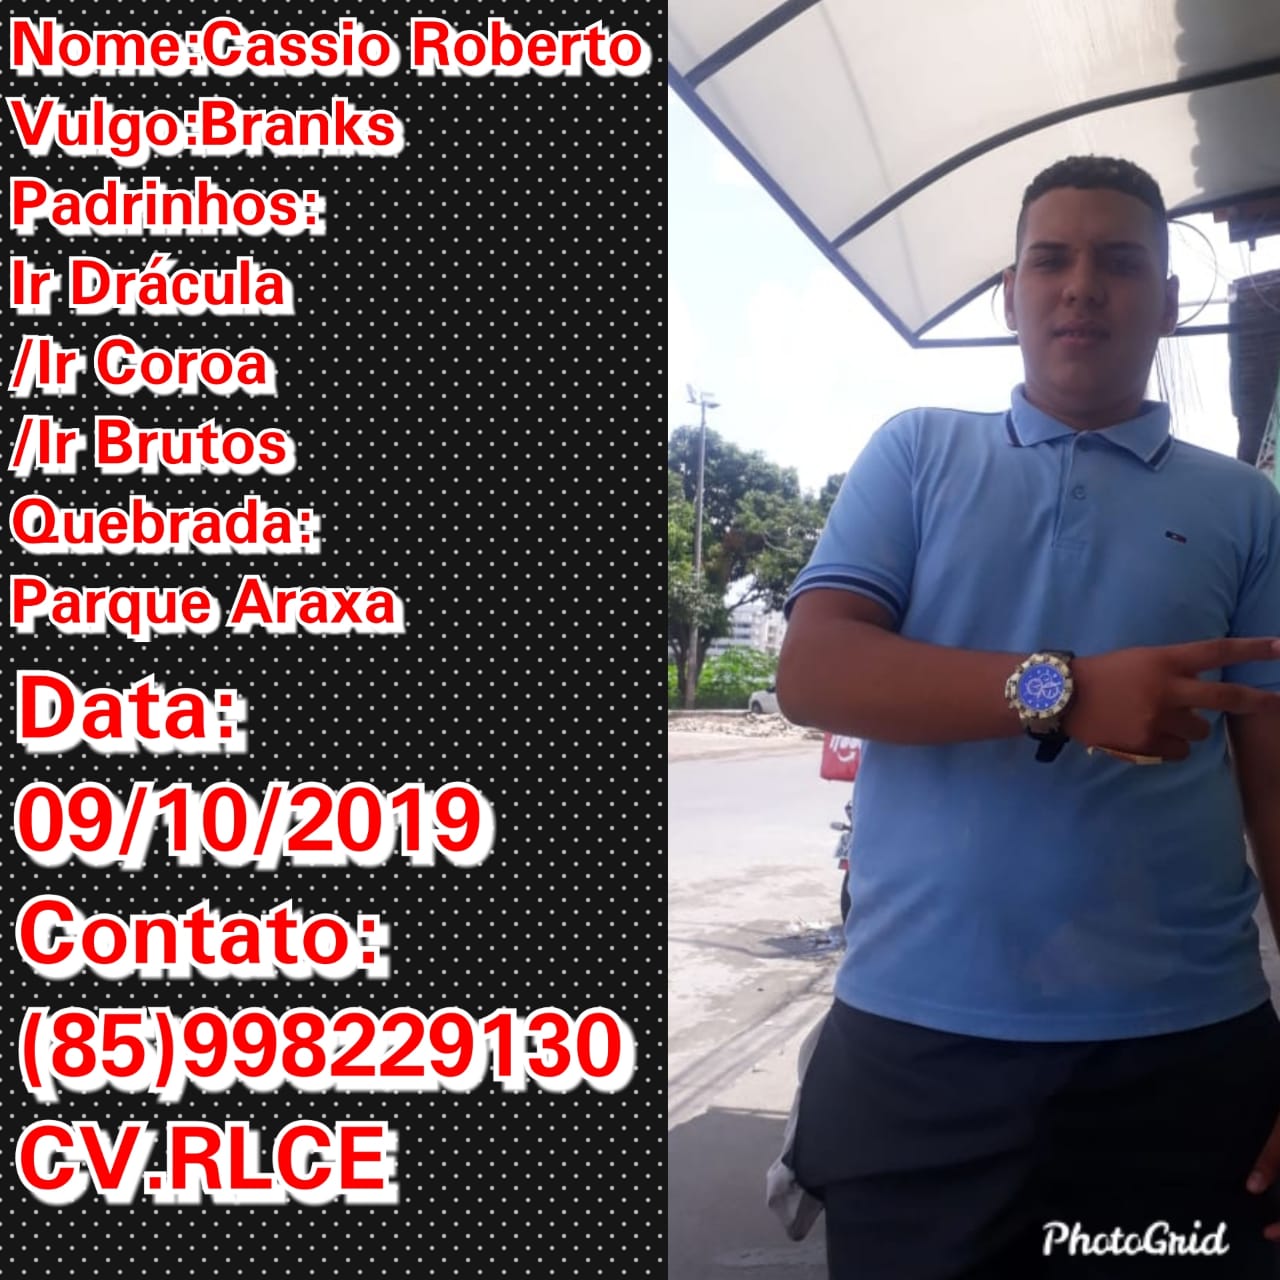 Nome:Cassio Roberto
Vulgo:Branks
Padrinhos:
Ir Drácula
/Ir Coroa
/Ir Brutos
Quebrada:
Parque Araxa
Data:
09/10/2019
Contato:
(85)998229130
CV.RLCE
PhotoGrid